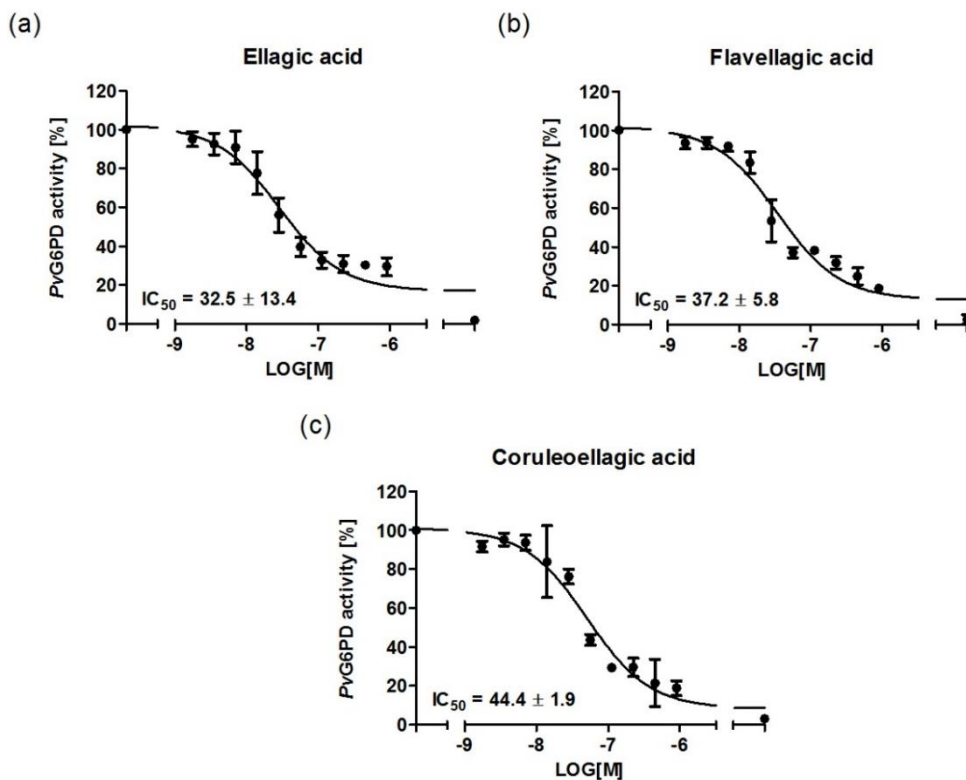 (a)
Ellagic acid
PvG6PD activity [%]
120
100
80
60
40
20
0
IC50 = 32.5 ± 13.4
-9
-8
-7
-6
LOG[M]
(b)
Flavellagic acid
PvG6PD activity [%]
120
100
80
60
40
20
0
IC50 = 37.2 ± 5.8
-9
-8
-7
-6
LOG[M]
(c)
Coruleoellagic acid
PvG6PD activity [%]
120
100
80
60
40
20
0
IC50 = 44.4 ± 1.9
-9
-8
-7
-6
LOG[M]